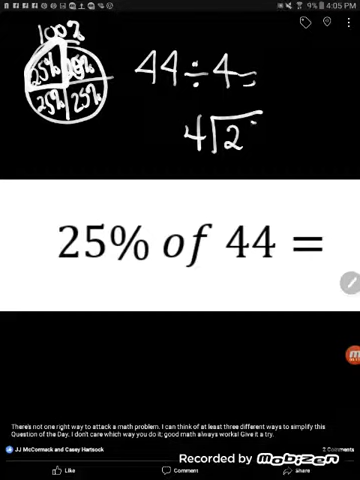 9% 4:05 PM
100%
25% 25%
25% 25%
44÷4=
4)2
25% of 44 =
There's not one right way to attack a math problem. I can think of at least three different ways to simplify this
Question of the Day. I don't care which way you do it; good math always works! Give it a try.
JJ McCormack and Casey Hartsock
Comments
Like
Comment
Share
Recorded by Mobizen